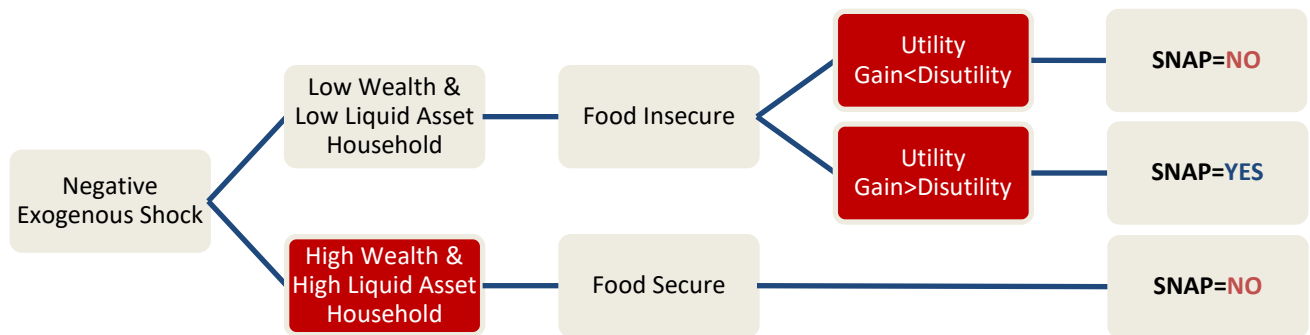 Negative
Exogenous Shock
Low Wealth &
Low Liquid Asset
Household
Food Insecure
Utility
Gain<Disutility
SNAP=NO
Utility
Gain>Disutility
SNAP=YES
High Wealth &
High Liquid Asset
Household
Food Secure
SNAP=NO